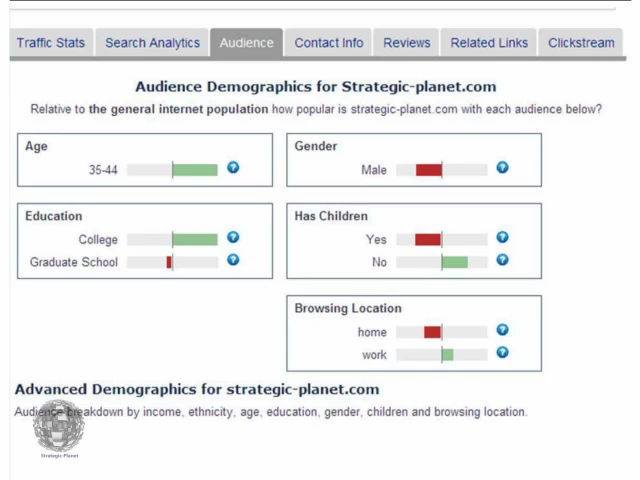 Traffic Stats Search Analytics Audience Contact Info Reviews Related Links Clickstream
Audience Demographics for Strategic-planet.com
Relative to the general internet population how popular is strategic-planet.com with each audience below?
Age
35-44 ?
Gender
Male ?
Education
College ?
Graduate School ?
Has Children
Yes ?
No ?
Browsing Location
home ?
work ?
Advanced Demographics for strategic-planet.com
Audience breakdown by income, ethnicity, age, education, gender, children and browsing location.
Strategic-Planet